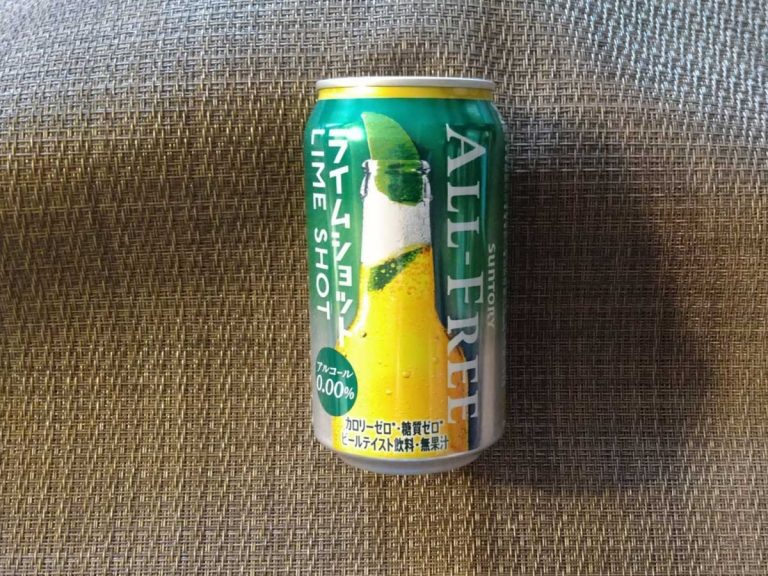 ライムショット
LIME SHOT
ALL-FREE
SUNTORY
アルコール
0.00%
カロリーゼロ*・糖質ゼロ*
ビールテイスト飲料・無果汁